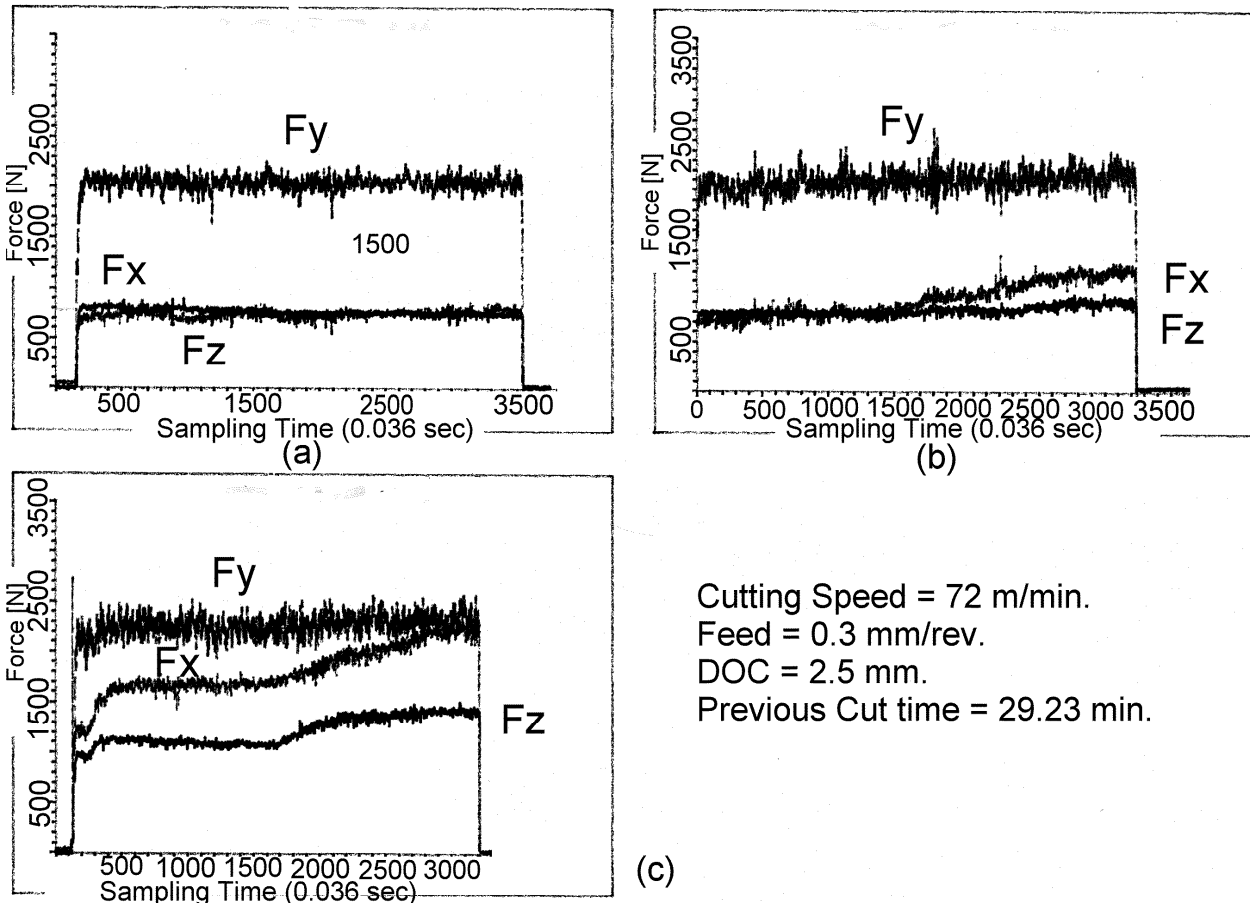 Force [N]
2500
1500
500
Fy
1500
Fx
Fz
500 1500 2500 3500
Sampling Time (0.036 sec)
(a)
Force [N]
3500
2500
1500
500
Fy
Fx
Fz
0 500 1000 1500 2000 2500 3000 3500
Sampling Time (0.036 sec)
(b)
Force [N]
3500
2500
1500
500
Fy
Fx
Fz
500 1000 1500 2000 2500 3000
Sampling Time (0.036 sec)
(c)
Cutting Speed = 72 m/min.
Feed = 0.3 mm/rev.
DOC = 2.5 mm.
Previous Cut time = 29.23 min.